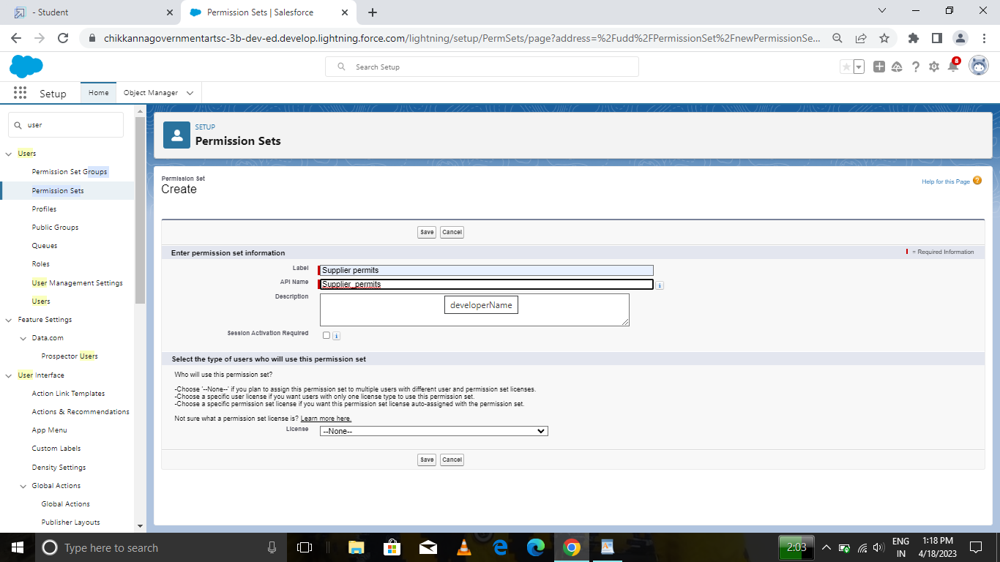 - Student
Permission Sets | Salesforce
chikkannagovernmentartsc-3b-dev-ed.develop.lightning.force.com/lightning/setup/PermSets/page?address=%2Fudd%2FPermissionSet%2FnewPermissionSe...
Search Setup
8
Setup
Home
Object Manager
user
Users
Permission Set Groups
Permission Sets
Profiles
Public Groups
Queues
Roles
User Management Settings
Users
Feature Settings
Data.com
Prospector Users
User Interface
Action Link Templates
Actions & Recommendations
App Menu
Custom Labels
Density Settings
Global Actions
Global Actions
Publisher Layouts
SETUP
Permission Sets
Permission Set
Create
Help for this Page
Save Cancel
Enter permission set information
= Required Information
Label Supplier permits
API Name Supplier_permits
Description
developerName
Session Activation Required
Select the type of users who will use this permission set
Who will use this permission set?
-Choose '--None--' if you plan to assign this permission set to multiple users with different user and permission set licenses.
-Choose a specific user license if you want users with only one license type to use this permission set.
-Choose a specific permission set license if you want this permission set license auto-assigned with the permission set.
Not sure what a permission set license is? Learn more here.
License --None--
Save Cancel
Type here to search
2:03
ENG
IN
1:18 PM
4/18/2023